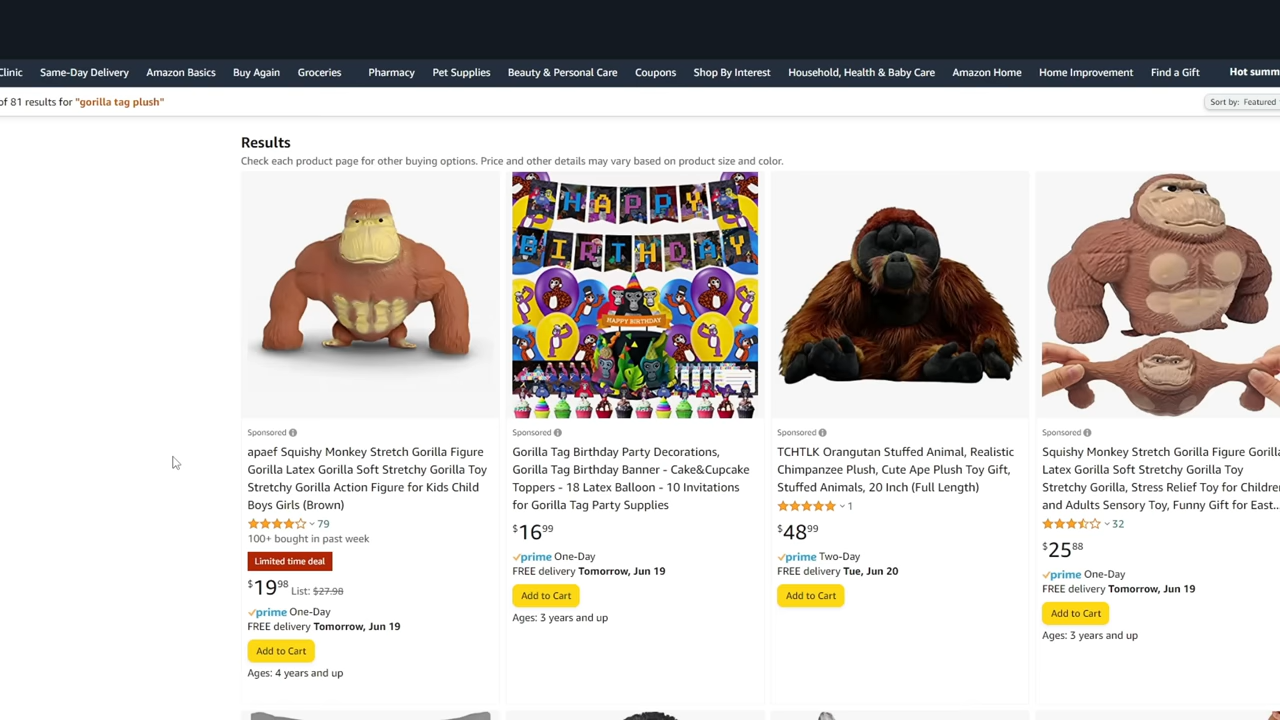 Clinic Same-Day Delivery Amazon Basics Buy Again Groceries Pharmacy Pet Supplies Beauty & Personal Care Coupons Shop By Interest Household, Health & Baby Care Amazon Home Home Improvement Find a Gift Hot summ
of 81 results for "gorilla tag plush"
Sort by: Featured
Results
Check each product page for other buying options. Price and other details may vary based on product size and color.
HAPPY
BIRTHDAY
HAPPY BIRTHDAY
Sponsored
apaef Squishy Monkey Stretch Gorilla Figure
Gorilla Latex Gorilla Soft Stretchy Gorilla Toy
Stretchy Gorilla Action Figure for Kids Child
Boys Girls (Brown)
79
100+ bought in past week
Limited time deal
$19.98 List: $27.98
prime One-Day
FREE delivery Tomorrow, Jun 19
Add to Cart
Ages: 4 years and up
Sponsored
Gorilla Tag Birthday Party Decorations,
Gorilla Tag Birthday Banner - Cake&Cupcake
Toppers - 18 Latex Balloon - 10 Invitations
for Gorilla Tag Party Supplies
$16.99
prime One-Day
FREE delivery Tomorrow, Jun 19
Add to Cart
Ages: 3 years and up
Sponsored
TCHTLK Orangutan Stuffed Animal, Realistic
Chimpanzee Plush, Cute Ape Plush Toy Gift,
Stuffed Animals, 20 Inch (Full Length)
1
$48.99
prime Two-Day
FREE delivery Tue, Jun 20
Add to Cart
Sponsored
Squishy Monkey Stretch Gorilla Figure Gorilla
Latex Gorilla Soft Stretchy Gorilla Toy
Stretchy Gorilla, Stress Relief Toy for Children
and Adults Sensory Toy, Funny Gift for East...
32
$25.88
prime One-Day
FREE delivery Tomorrow, Jun 19
Add to Cart
Ages: 3 years and up